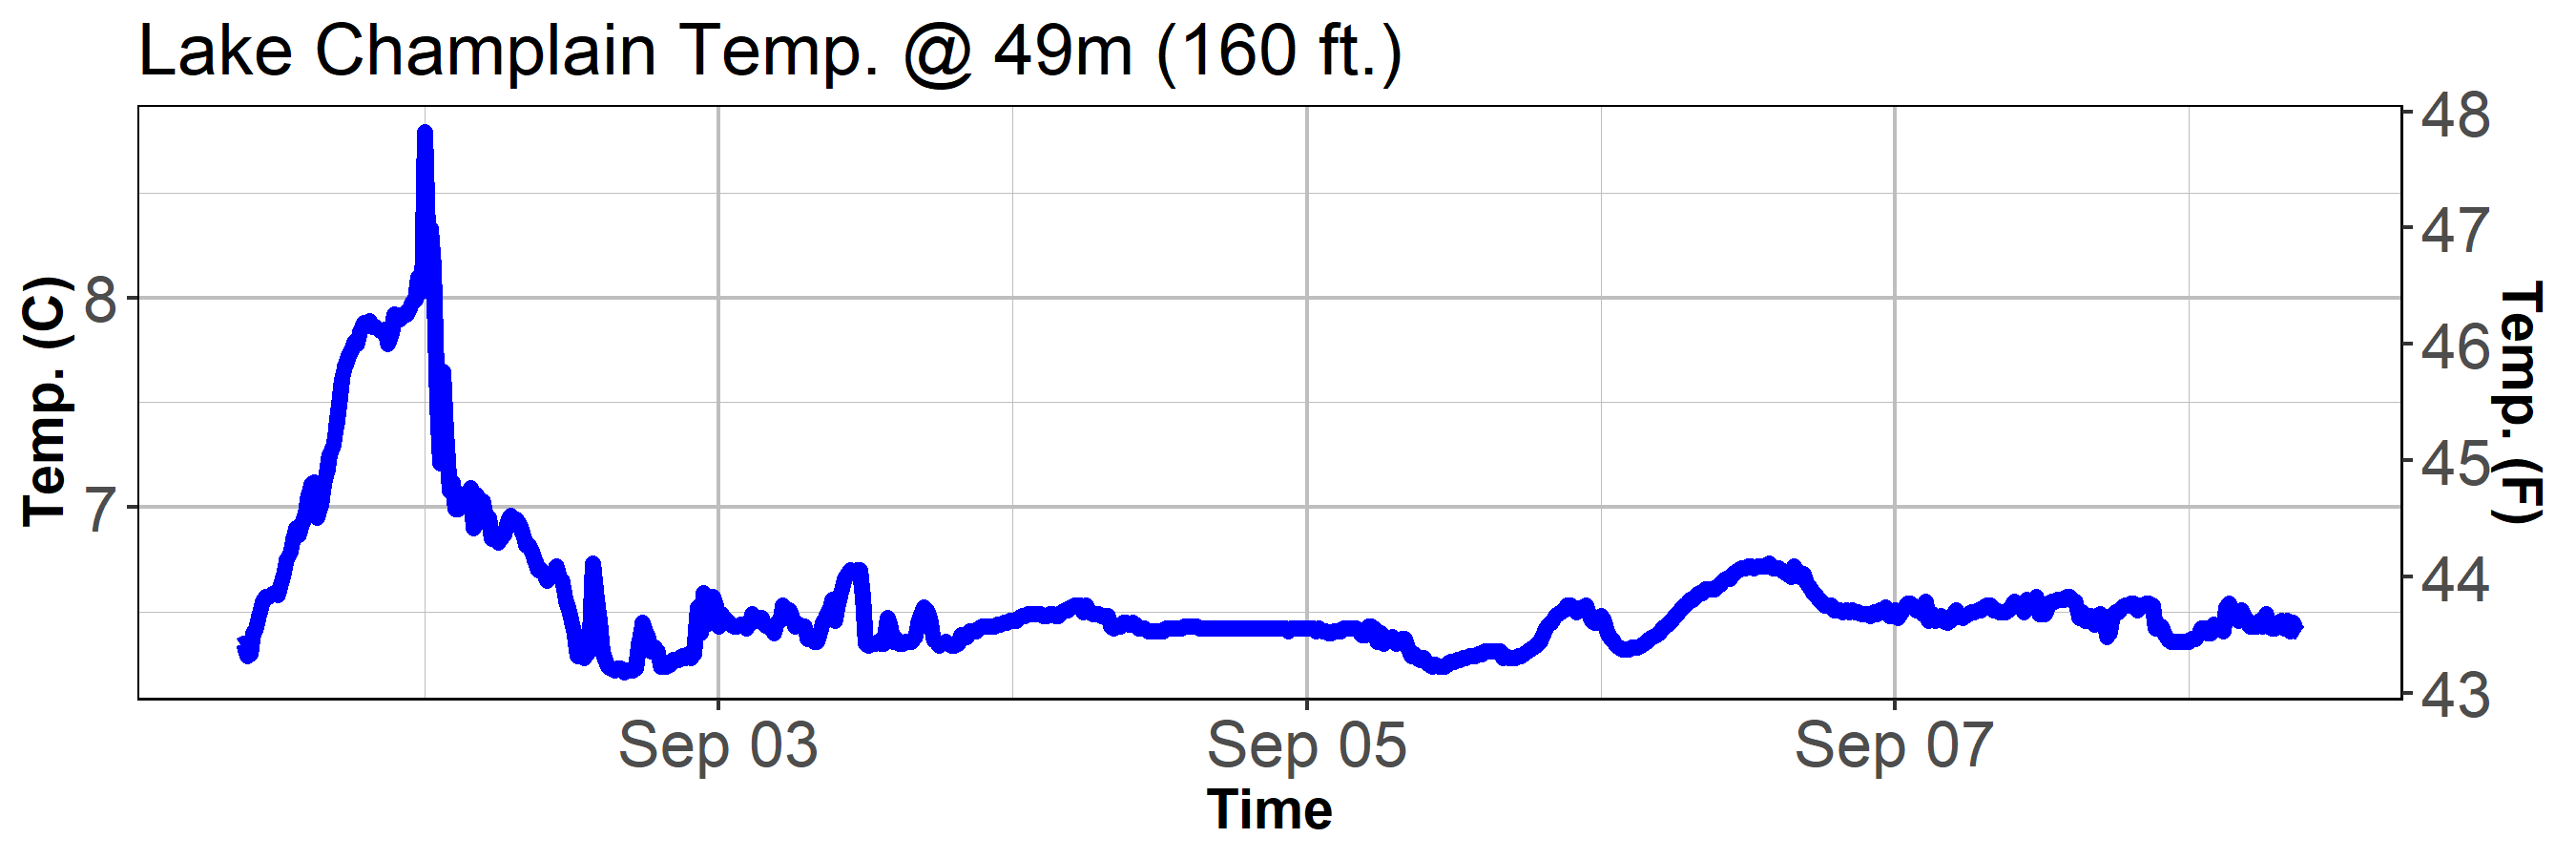 Lake Champlain Temp. @ 49m (160 ft.)
Temp. (C)
8
7
48
47
46
45
44
43
Temp. (F)
Sep 03 Sep 05 Sep 07
Time